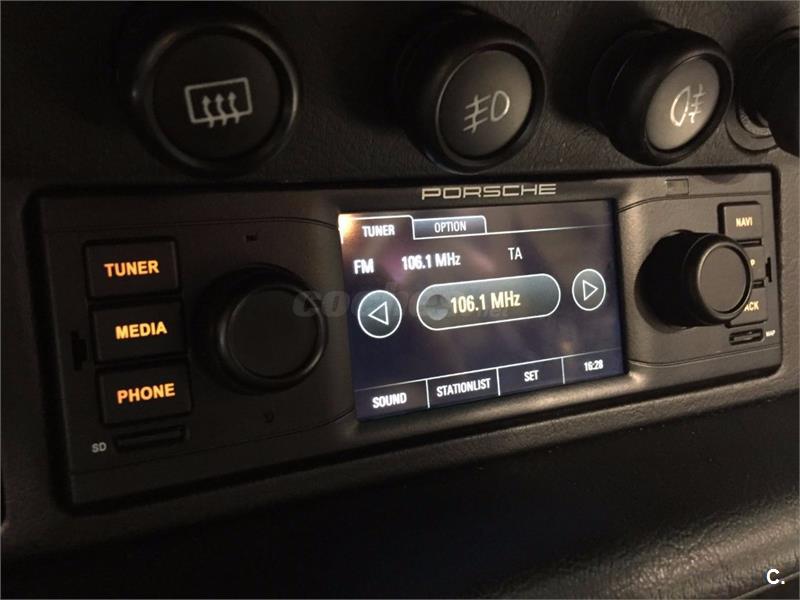 PORSCHE
TUNER
MEDIA
PHONE
SD
TUNER OPTION
FM 106.1 MHz TA
106.1 MHz
SOUND STATIONLIST SET 16:28
NAVI
MAP
C.